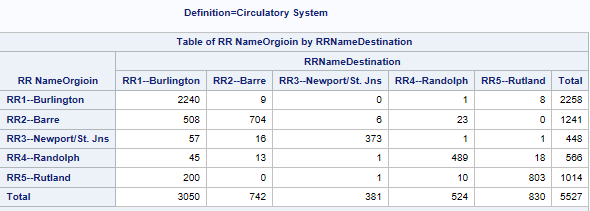 Definition=Circulatory System
Table of RR NameOrgioin by RRNameDestination
RRNameDestination
RR NameOrgioin RR1--Burlington RR2--Barre RR3--Newport/St. Jns RR4--Randolph RR5--Rutland Total
RR1--Burlington 2240 9 0 1 8 2258
RR2--Barre 508 704 6 23 0 1241
RR3--Newport/St. Jns 57 16 373 1 1 448
RR4--Randolph 45 13 1 489 18 566
RR5--Rutland 200 0 1 10 803 1014
Total 3050 742 381 524 830 5527